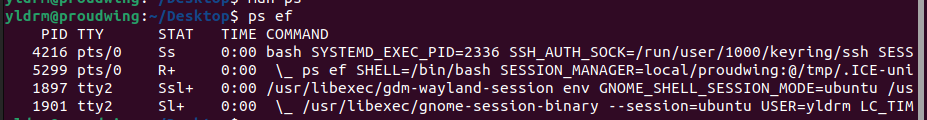 yldrm@proudwing:~/Desktop$ man ps
yldrm@proudwing:~/Desktop$ ps ef
PID TTY STAT TIME COMMAND
4216 pts/0 Ss 0:00 bash SYSTEMD_EXEC_PID=2336 SSH_AUTH_SOCK=/run/user/1000/keyring/ssh SESS
5299 pts/0 R+ 0:00 \_ ps ef SHELL=/bin/bash SESSION_MANAGER=local/proudwing:@/tmp/.ICE-uni
1897 tty2 Ssl+ 0:00 /usr/libexec/gdm-wayland-session env GNOME_SHELL_SESSION_MODE=ubuntu /us
1901 tty2 Sl+ 0:00 \_ /usr/libexec/gnome-session-binary --session=ubuntu USER=yldrm LC_TIM